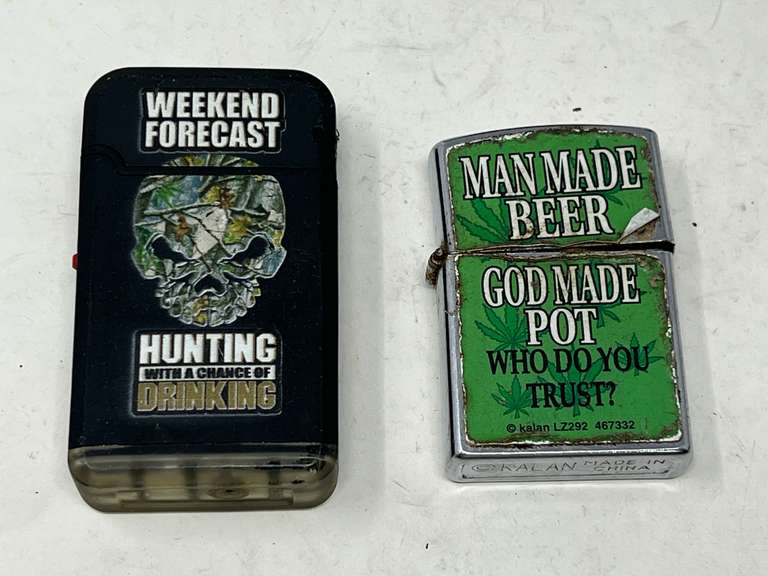 WEEKEND
FORECAST
HUNTING
WITH A CHANCE OF
DRINKING
MAN MADE
BEER
GOD MADE
POT
WHO DO YOU
TRUST?
© kalan LZ292 467332
©KALAN MADE IN
CHINA